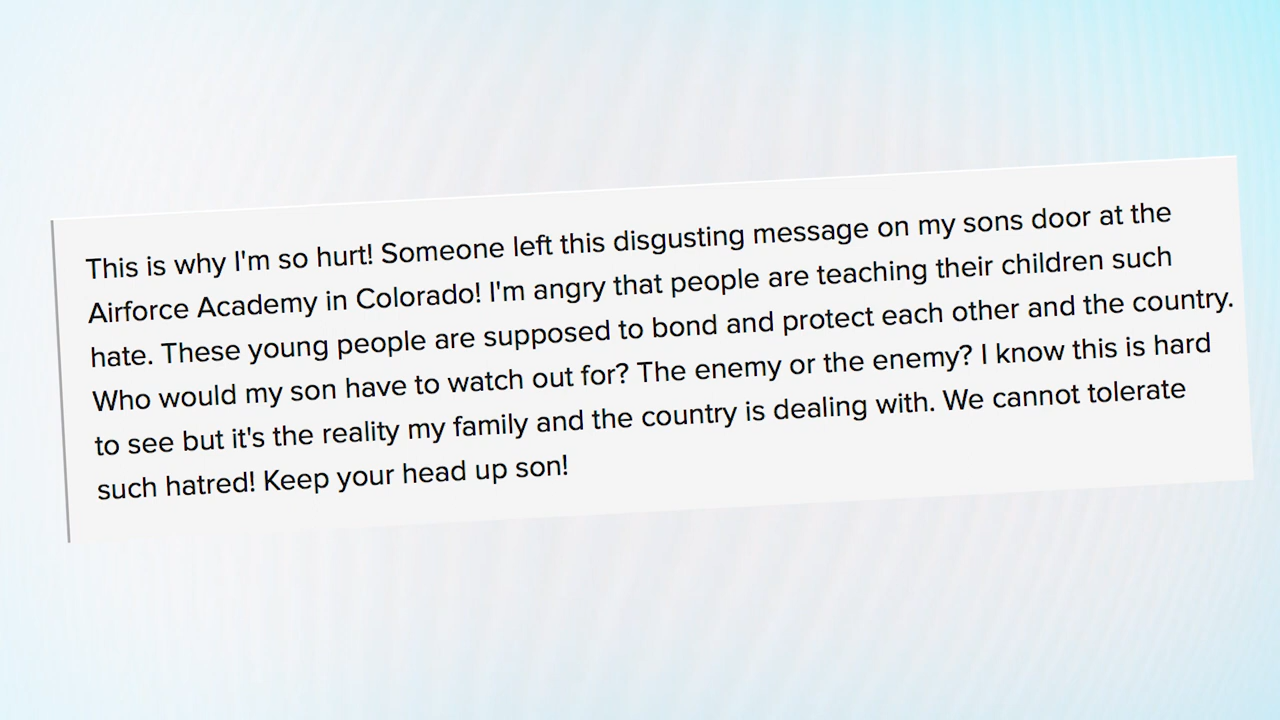 This is why I'm so hurt! Someone left this disgusting message on my sons door at the
Airforce Academy in Colorado! I'm angry that people are teaching their children such
hate. These young people are supposed to bond and protect each other and the country.
Who would my son have to watch out for? The enemy or the enemy? I know this is hard
to see but it's the reality my family and the country is dealing with. We cannot tolerate
such hatred! Keep your head up son!